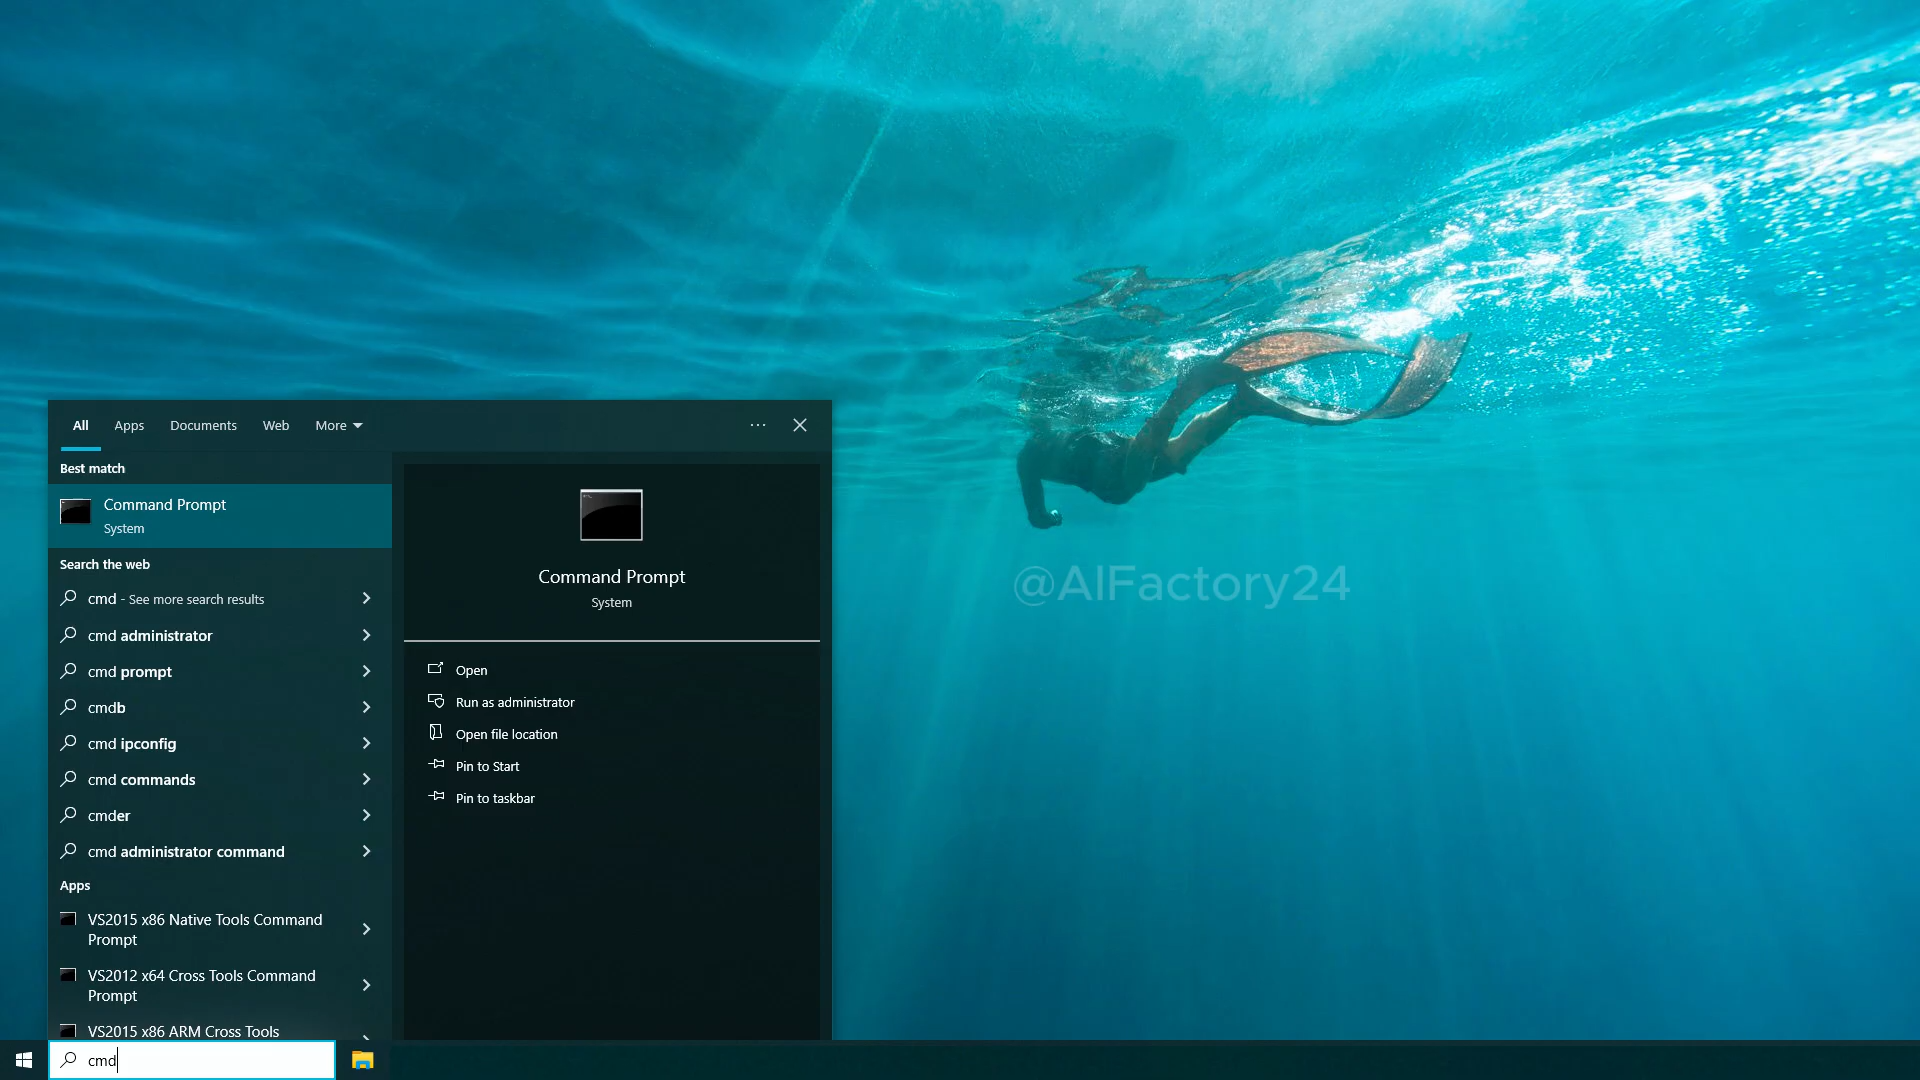 All Apps Documents Web More
Best match
Command Prompt
System
Search the web
cmd - See more search results
cmd administrator
cmd prompt
cmdb
cmd ipconfig
cmd commands
cmder
cmd administrator command
Apps
VS2015 x86 Native Tools Command
Prompt
VS2012 x64 Cross Tools Command
Prompt
VS2015 x86 ARM Cross Tools
cmd
Command Prompt
System
Open
Run as administrator
Open file location
Pin to Start
Pin to taskbar
@AIFactory24